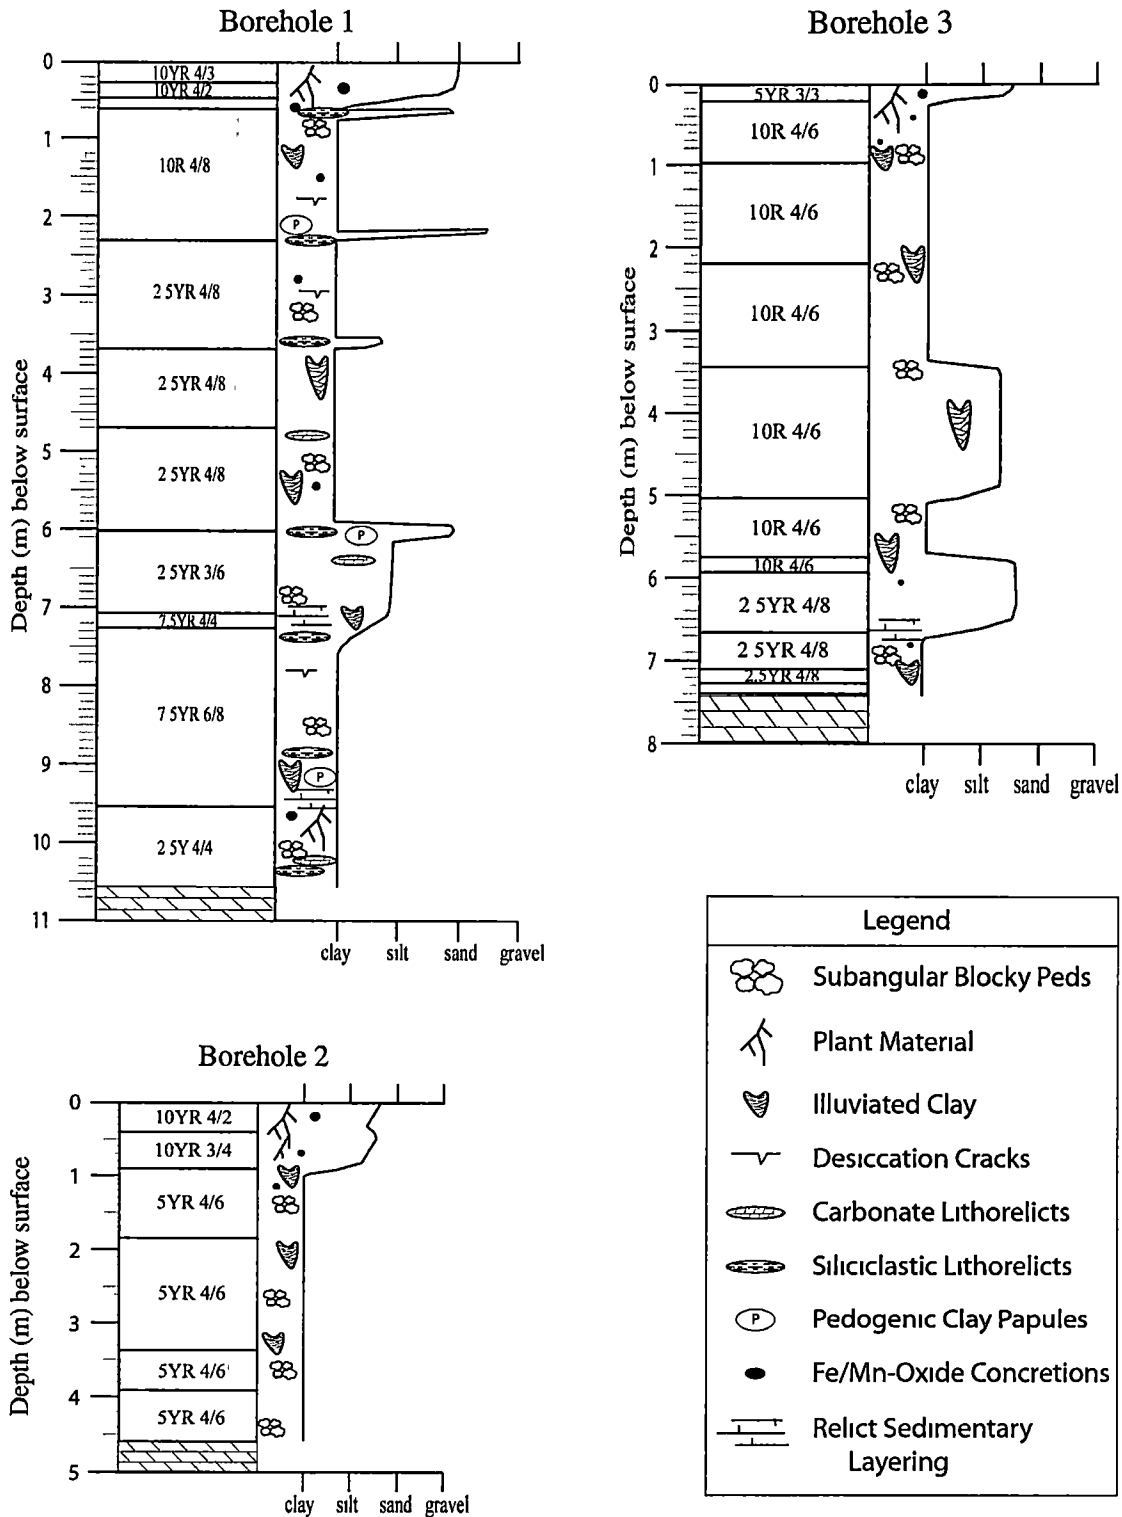 Borehole 1
0
1
2
3
4
5
6
7
8
9
10
11
Depth (m) below surface
10YR 4/3
10YR 4/2
10R 4/8
2 5YR 4/8
2 5YR 4/8
2 5YR 4/8
2 5YR 3/6
7.5YR 4/4
7 5YR 6/8
2 5Y 4/4
P
P
P
clay silt sand gravel
Borehole 3
0
1
2
3
4
5
6
7
8
Depth (m) below surface
5YR 3/3
10R 4/6
10R 4/6
10R 4/6
10R 4/6
10R 4/6
10R 4/6
2 5YR 4/8
2 5YR 4/8
2.5YR 4/8
clay silt sand gravel
Borehole 2
0
1
2
3
4
5
Depth (m) below surface
10YR 4/2
10YR 3/4
5YR 4/6
5YR 4/6
5YR 4/6
5YR 4/6
clay silt sand gravel
Legend
Subangular Blocky Peds
Plant Material
Illuviated Clay
Desiccation Cracks
Carbonate Lithorelicts
Siliciclastic Lithorelicts
P
Pedogenic Clay Papules
Fe/Mn-Oxide Concretions
Relict Sedimentary
Layering